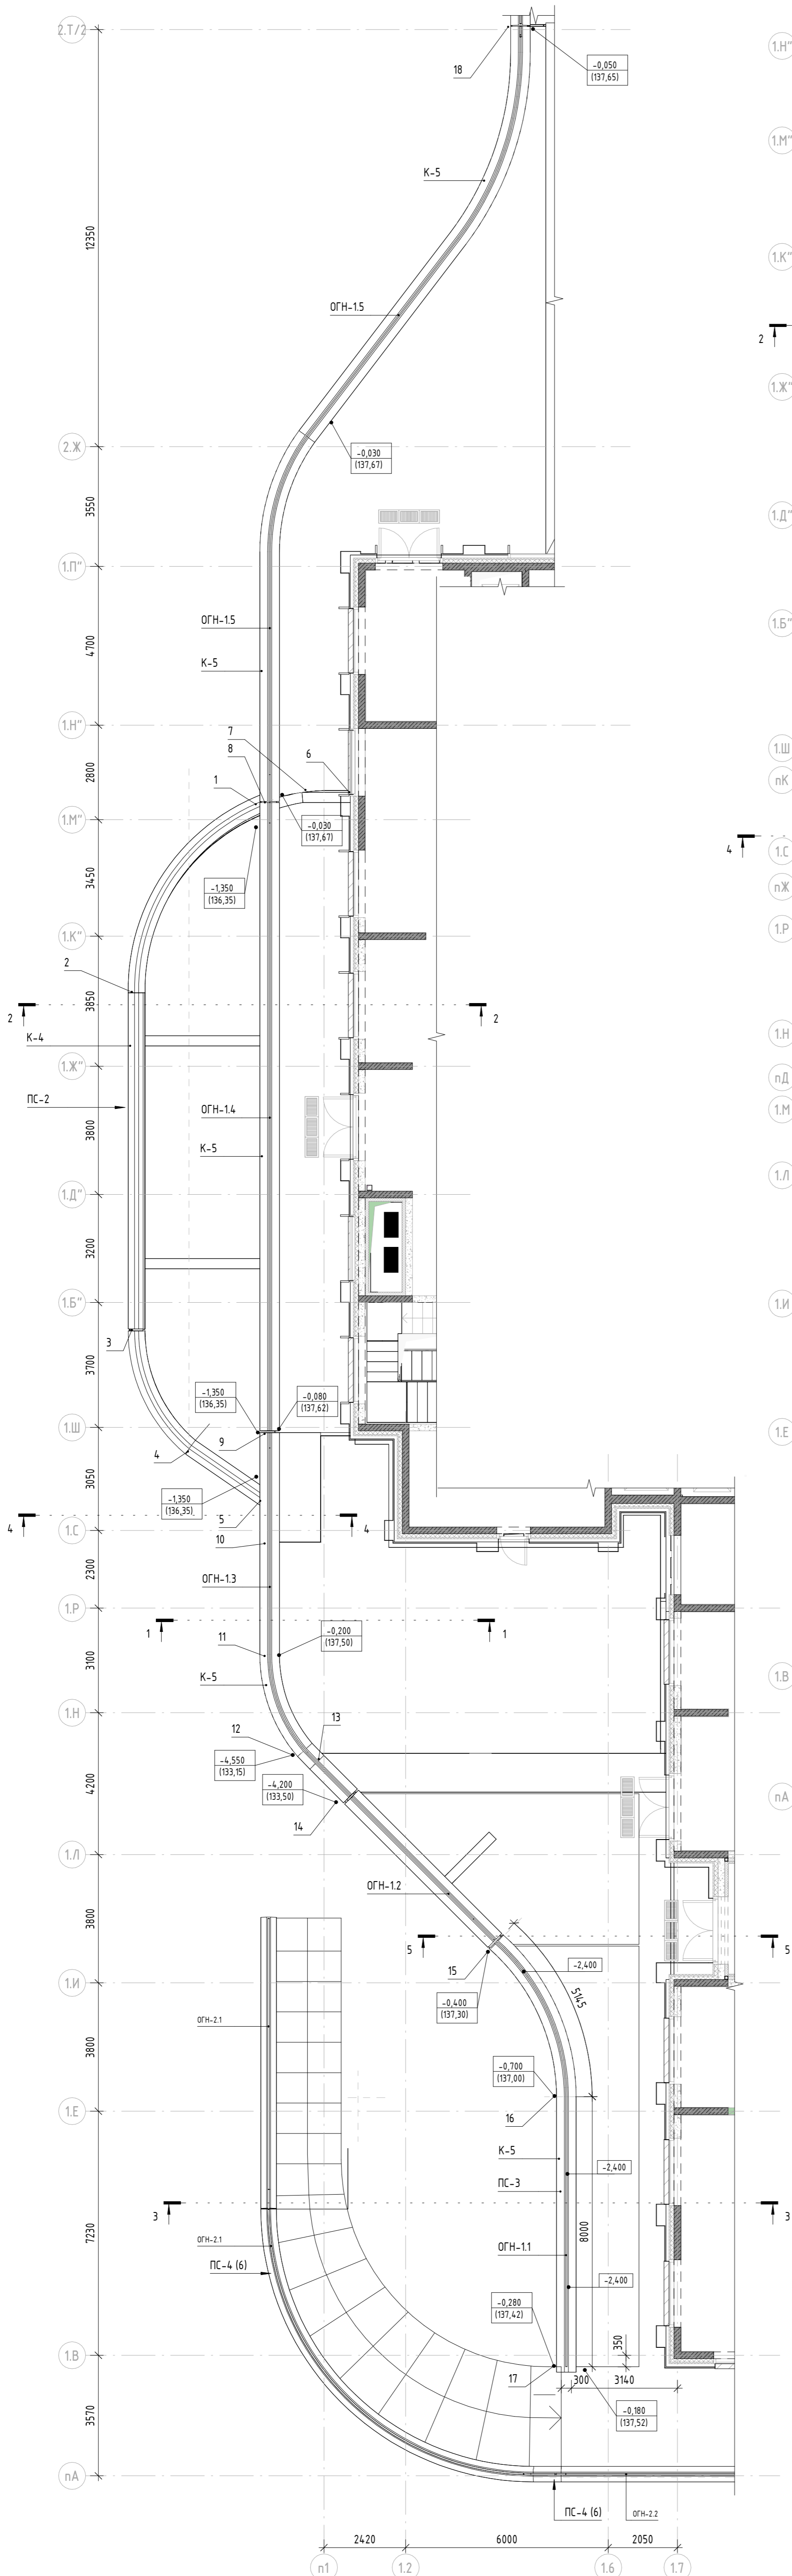 2.Т/2
18
-0,050
(137,65)
1.Н"
1.М"
К-5
12350
1.К"
ОГН-1.5
2
1.Ж"
2.Ж
-0,030
(137,67)
3550
1.Д"
1.П"
ОГН-1.5
1.Б"
4700
К-5
1.Н"
7
8
6
1.Ш
2800
1
пК
1.М"
-0,030
(137,67)
4
1.С
3450
-1,350
(136,35)
пЖ
1.Р
1.К"
2
3850
2
2
К-4
1.Н
1.Ж"
пД
ПС-2
ОГН-1.4
1.М
3800
К-5
1.Л
1.Д"
3200
1.Б"
1.И
3
3700
-1,350
(136,35)
-0,080
(137,62)
1.Ш
9
1.Е
4
3050
-1,350
(136,35)
5
4
4
1.С
10
2300
ОГН-1.3
1.Р
1
1
-0,200
(137,50)
11
3100
К-5
1.В
1.Н
13
12
-4,550
(133,15)
4200
-4,200
(133,50)
пА
14
1.Л
ОГН-1.2
3800
5
5
15
-2,400
1.И
5145
-0,400
(137,30)
ОГН-2.1
3800
-0,700
(137,00)
16
1.Е
К-5
-2,400
ПС-3
3
3
7230
ОГН-2.1
8000
ОГН-1.1
ПС-4 (6)
-2,400
-0,280
(137,42)
350
1.В
17
300
3140
3570
-0,180
(137,52)
пА
ПС-4 (6)
ОГН-2.2
2420
6000
2050
п1
1.2
1.6
1.7